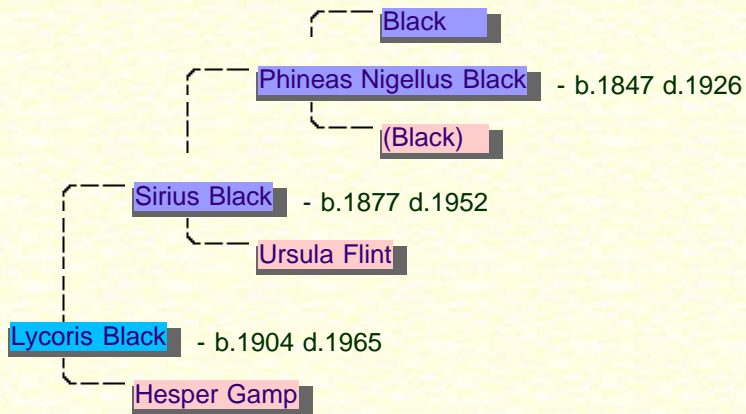 Black
Phineas Nigellus Black - b.1847 d.1926
(Black)
Sirius Black - b.1877 d.1952
Ursula Flint
Lycoris Black - b.1904 d.1965
Hesper Gamp